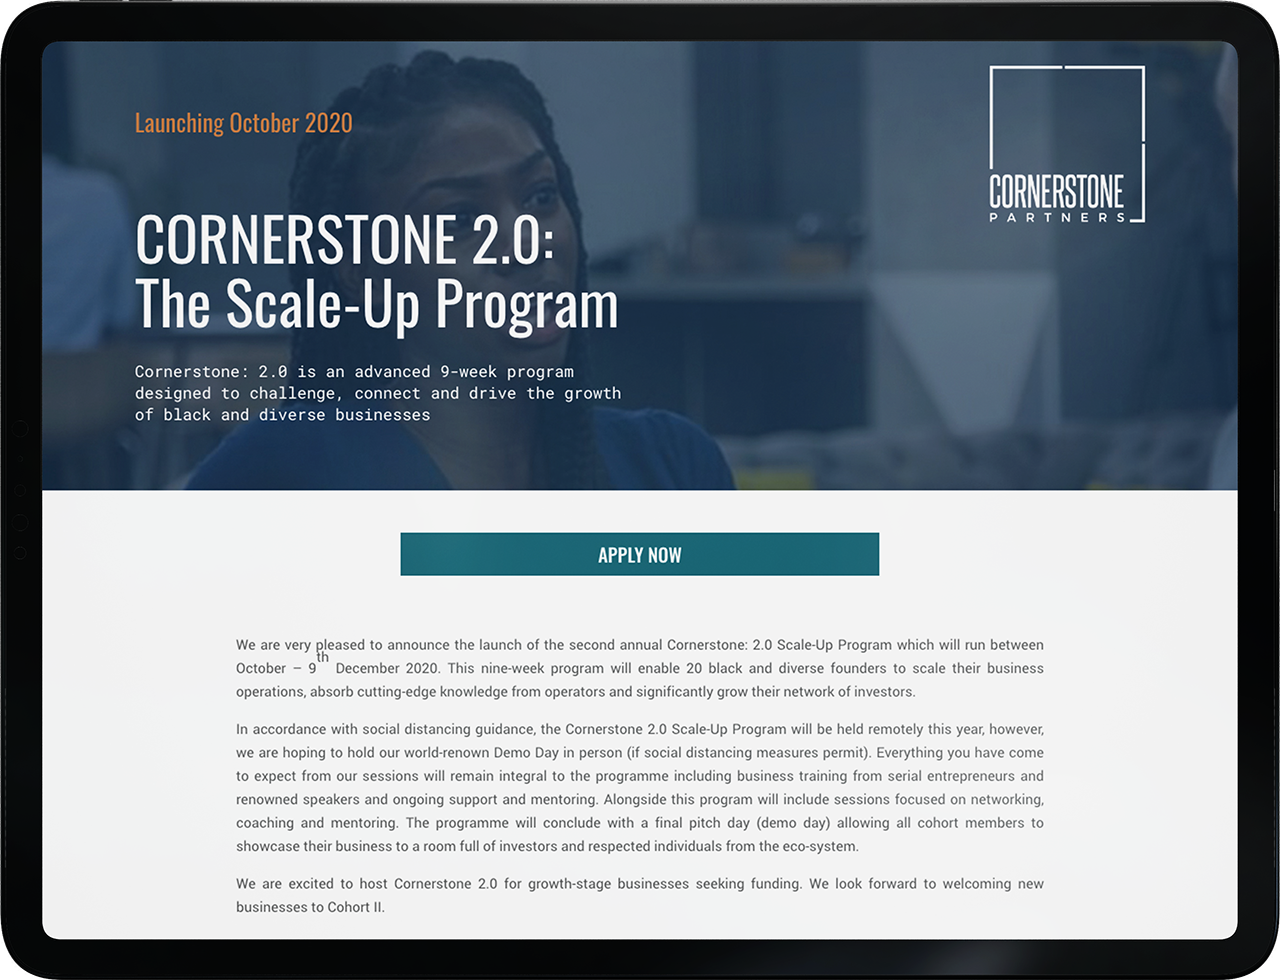 Launching October 2020
CORNERSTONE
PARTNERS
CORNERSTONE 2.0:
The Scale-Up Program
Cornerstone: 2.0 is an advanced 9-week program
designed to challenge, connect and drive the growth
of black and diverse businesses
APPLY NOW
We are very pleased to announce the launch of the second annual Cornerstone: 2.0 Scale-Up Program which will run between
October – 9th December 2020. This nine-week program will enable 20 black and diverse founders to scale their business
operations, absorb cutting-edge knowledge from operators and significantly grow their network of investors.
In accordance with social distancing guidance, the Cornerstone 2.0 Scale-Up Program will be held remotely this year, however,
we are hoping to hold our world-renown Demo Day in person (if social distancing measures permit). Everything you have come
to expect from our sessions will remain integral to the programme including business training from serial entrepreneurs and
renowned speakers and ongoing support and mentoring. Alongside this program will include sessions focused on networking,
coaching and mentoring. The programme will conclude with a final pitch day (demo day) allowing all cohort members to
showcase their business to a room full of investors and respected individuals from the eco-system.
We are excited to host Cornerstone 2.0 for growth-stage businesses seeking funding. We look forward to welcoming new
businesses to Cohort II.